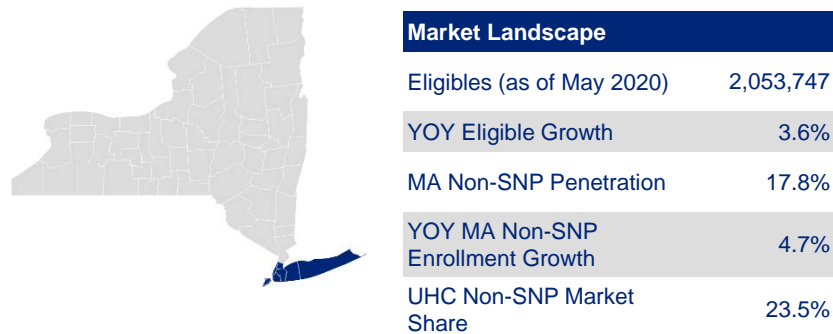 Market Landscape
Eligibles (as of May 2020) 2,053,747
YOY Eligible Growth 3.6%
MA Non-SNP Penetration 17.8%
YOY MA Non-SNP
Enrollment Growth 4.7%
UHC Non-SNP Market
Share 23.5%